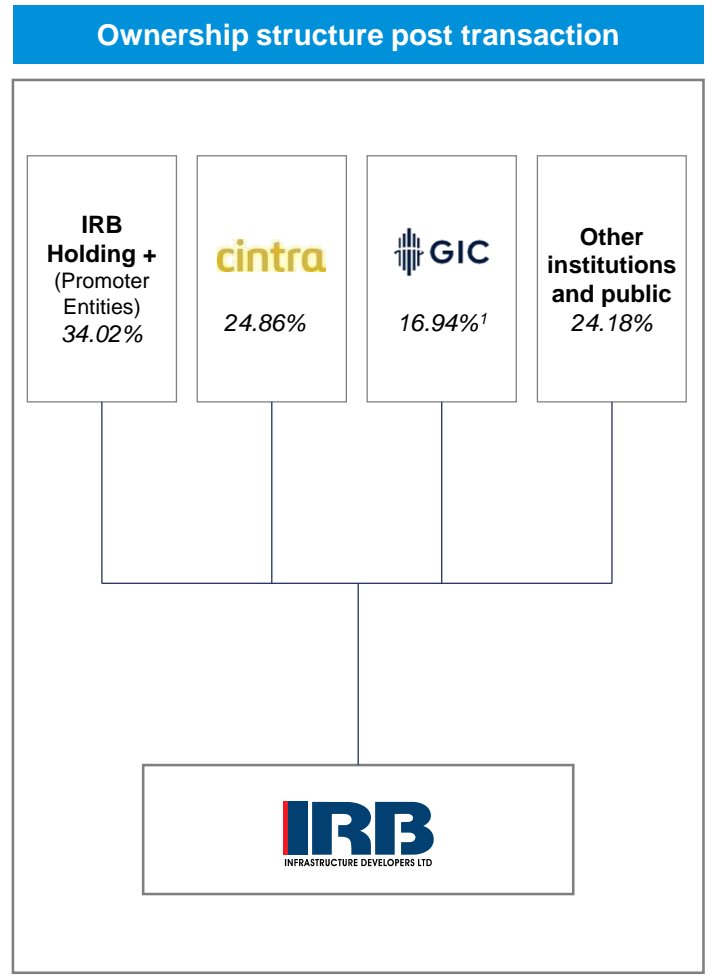 Ownership structure post transaction
IRB
Holding +
(Promoter
Entities)
34.02%
cintra
24.86%
GIC
16.94%¹
Other
institutions
and public
24.18%
IRB
INFRASTRUCTURE DEVELOPERS LTD